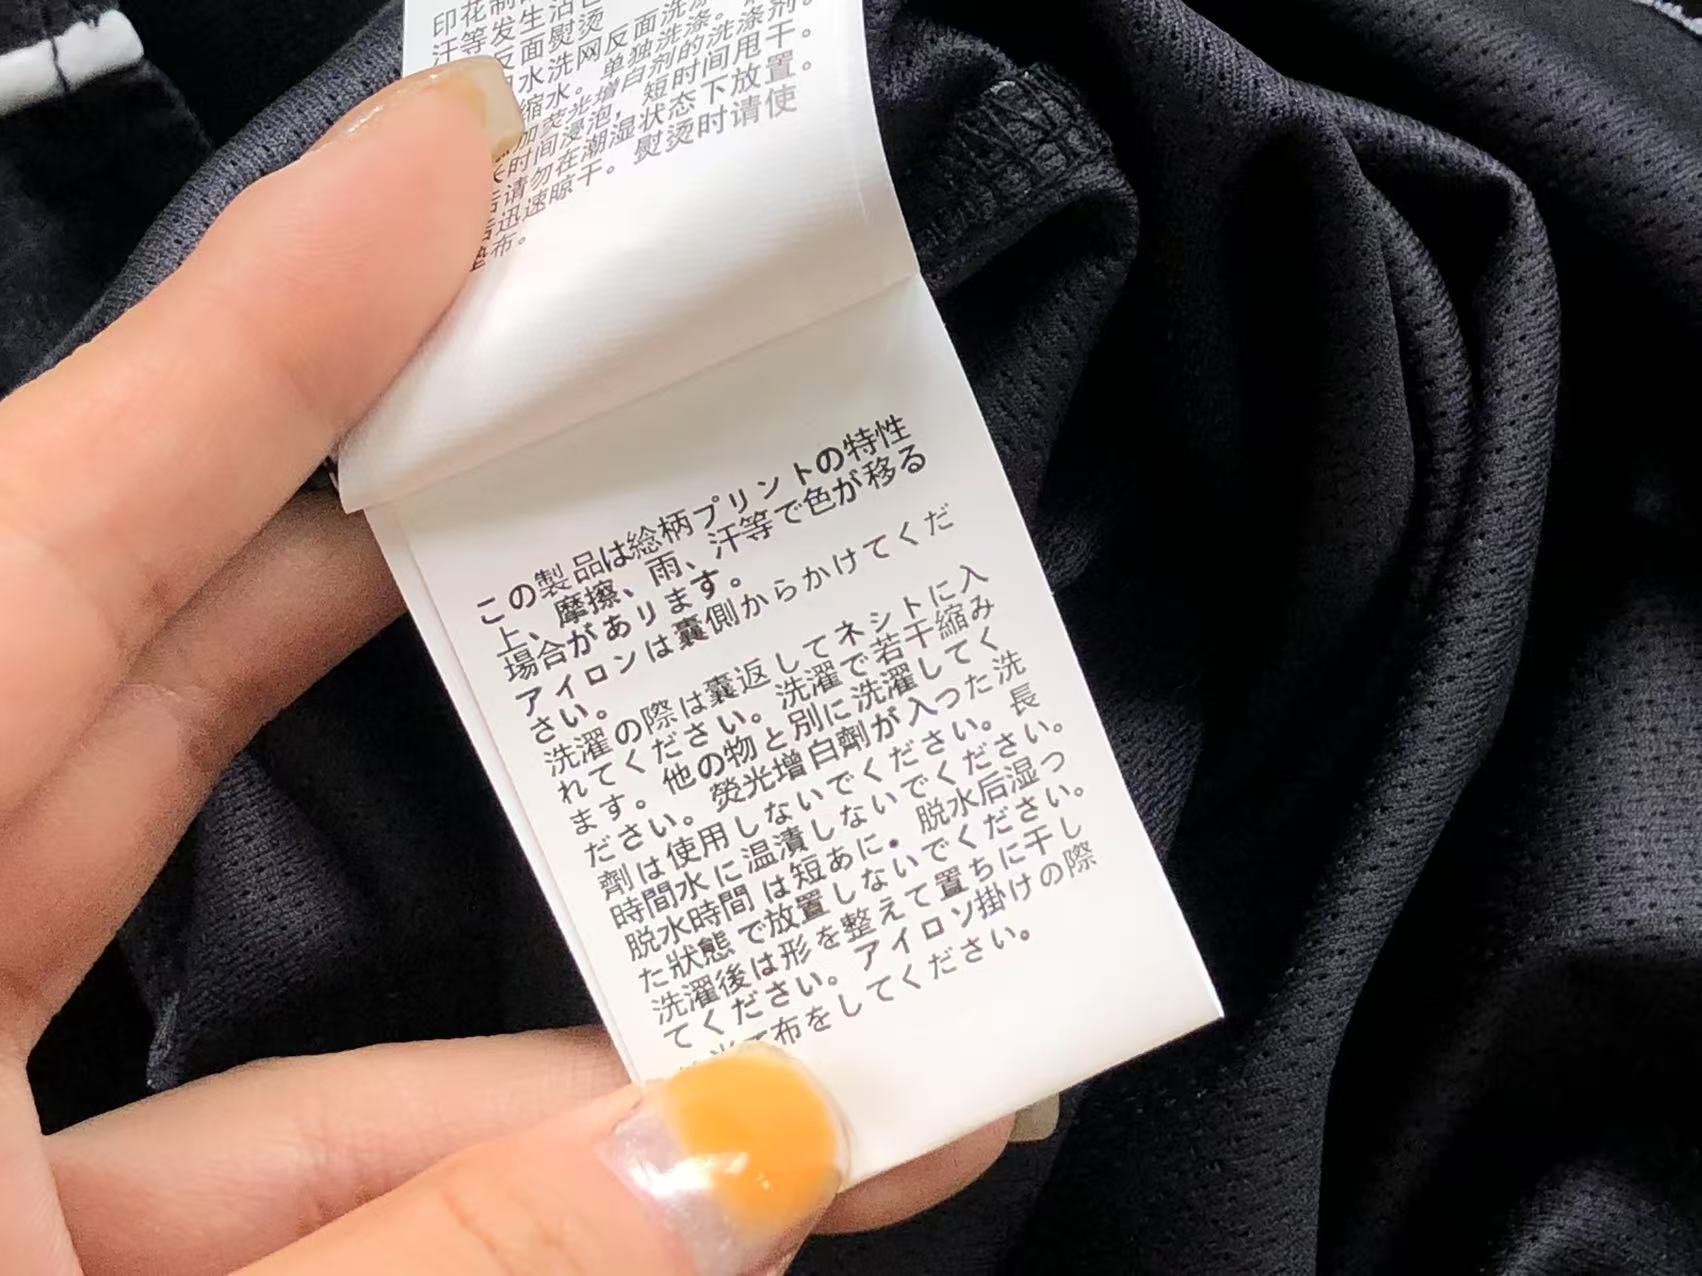 印花制
汗等发生沾色
反面熨烫
水洗网反面洗涤
缩水。单独洗涤。
加荧光增白剂的洗涤剂。
长时间浸泡，短时间甩干。
后请勿在潮湿状态下放置。
后迅速晾干。熨烫时请使
垫布。
この製品は総柄プリントの特性
上、摩擦、雨、汗等で色が移る
場合があります。
アイロンは囊側からかけてくだ
さい。
洗濯の際は囊返してネシトに入
れてください。洗濯で若干縮み
ます。他の物と別に洗濯してく
ださい。熒光增白劑が入った洗
劑は使用しないでください。長
時間水に温漬しないでください。
脱水時間は短あに。脱水后湿つ
た狀態で放置しないでください。
洗濯後は形を整えて置ちに干し
てください。アイロソ掛けの際
布をしてください。